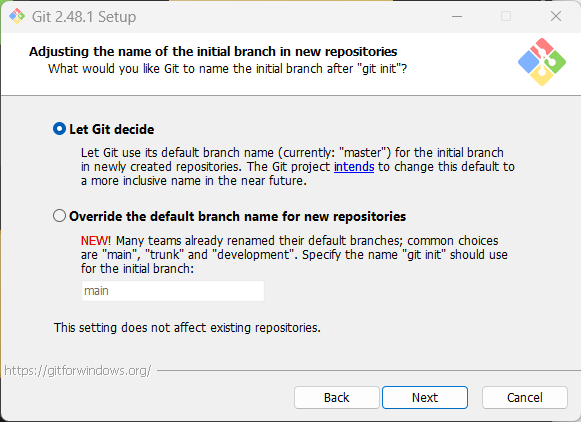 Git 2.48.1 Setup
Adjusting the name of the initial branch in new repositories
What would you like Git to name the initial branch after "git init"?
Let Git decide
Let Git use its default branch name (currently: "master") for the initial branch
in newly created repositories. The Git project intends to change this default to
a more inclusive name in the near future.
Override the default branch name for new repositories
NEW! Many teams already renamed their default branches; common choices
are "main", "trunk" and "development". Specify the name "git init" should use
for the initial branch:
main
This setting does not affect existing repositories.
https://gitforwindows.org/
Back
Next
Cancel